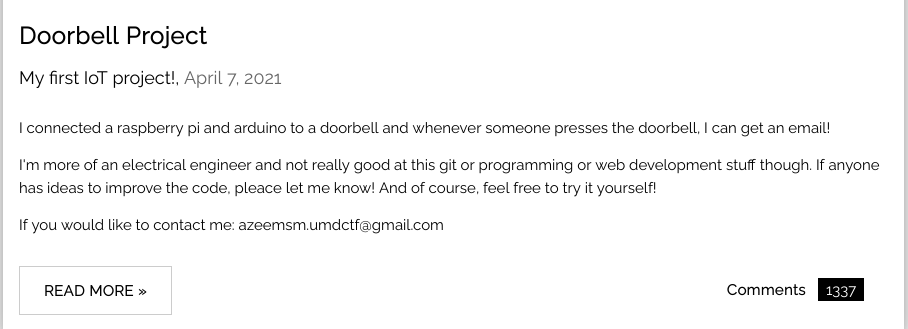 Doorbell Project
My first IoT project!, April 7, 2021
I connected a raspberry pi and arduino to a doorbell and whenever someone presses the doorbell, I can get an email!
I'm more of an electrical engineer and not really good at this git or programming or web development stuff though. If anyone
has ideas to improve the code, pleace let me know! And of course, feel free to try it yourself!
If you would like to contact me: azeemsm.umdctf@gmail.com
READ MORE »
Comments 1337